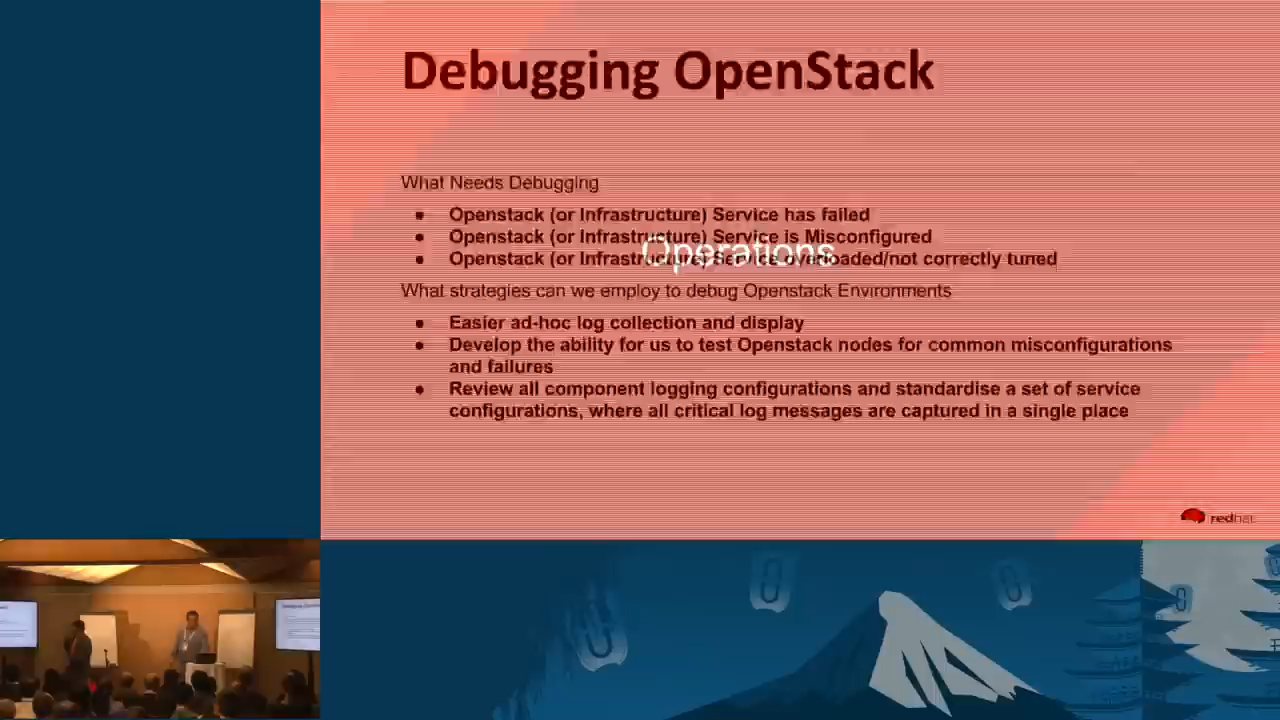 Debugging OpenStack
What Needs Debugging
Openstack (or Infrastructure) Service has failed
Openstack (or Infrastructure) Service is Misconfigured
Operations
Openstack (or Infrastructure) Service overloaded/not correctly tuned
What strategies can we employ to debug Openstack Environments
Easier ad-hoc log collection and display
Develop the ability for us to test Openstack nodes for common misconfigurations
and failures
Review all component logging configurations and standardise a set of service
configurations, where all critical log messages are captured in a single place
redhat